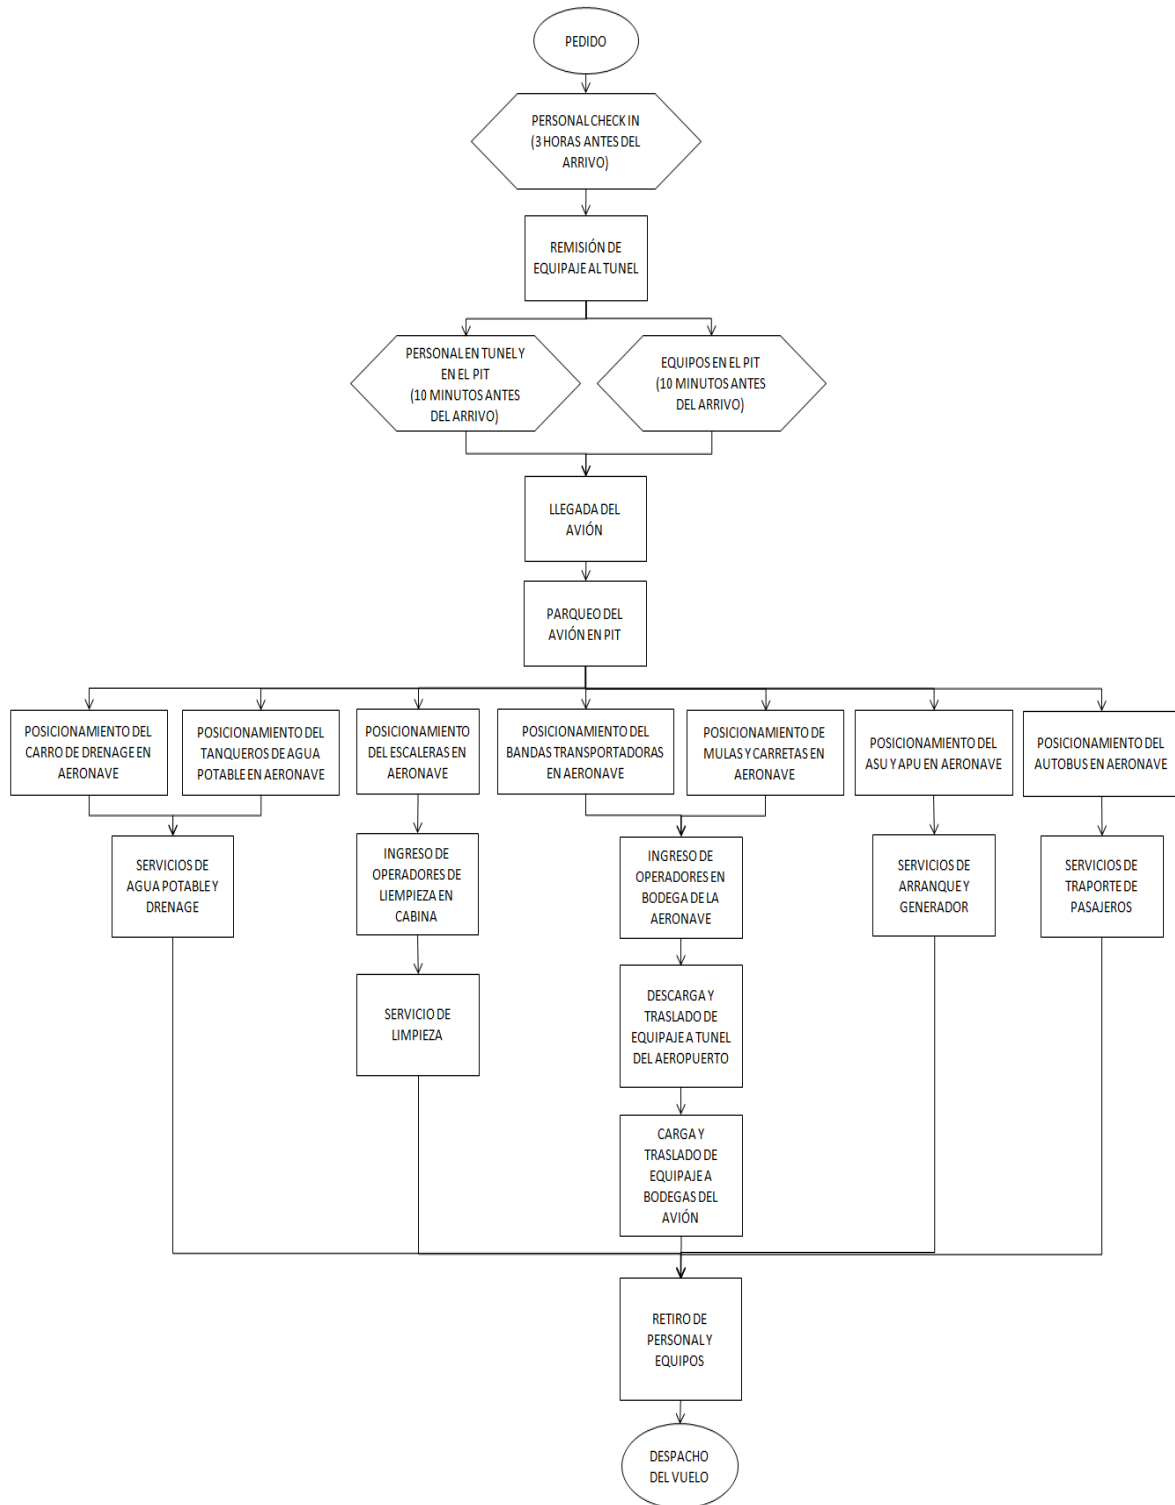 PEDIDO
PERSONAL CHECK IN
(3 HORAS ANTES DEL
ARRIVO)
REMISIÓN DE
EQUIPAJE AL TUNEL
PERSONAL EN TUNEL Y
EN EL PIT
(10 MINUTOS ANTES
DEL ARRIVO)
EQUIPOS EN EL PIT
(10 MINUTOS ANTES
DEL ARRIVO)
LLEGADA DEL
AVIÓN
PARQUEO DEL
AVIÓN EN PIT
POSICIONAMIENTO DEL
CARRO DE DRENAGE EN
AERONAVE
POSICIONAMIENTO DEL
TANQUEROS DE AGUA
POTABLE EN AERONAVE
POSICIONAMIENTO
DEL ESCALERAS EN
AERONAVE
POSICIONAMIENTO DEL
BANDAS TRANSPORTADORAS
EN AERONAVE
POSICIONAMIENTO DE
MULAS Y CARRETAS EN
AERONAVE
POSICIONAMIENTO DEL
ASU Y APU EN AERONAVE
POSICIONAMIENTO DEL
AUTOBUS EN AERONAVE
SERVICIOS DE
AGUA POTABLE Y
DRENAGE
INGRESO DE
OPERADORES DE
LIEMPIEZA EN
CABINA
INGRESO DE
OPERADORES EN
BODEGA DE LA
AERONAVE
SERVICIOS DE
ARRANQUE Y
GENERADOR
SERVICIOS DE
TRAPORTE DE
PASAJEROS
SERVICIO DE
LIMPIEZA
DESCARGA Y
TRASLADO DE
EQUIPAJE A TUNEL
DEL AEROPUERTO
CARGA Y
TRASLADO DE
EQUIPAJE A
BODEGAS DEL
AVIÓN
RETIRO DE
PERSONAL Y
EQUIPOS
DESPACHO
DEL VUELO